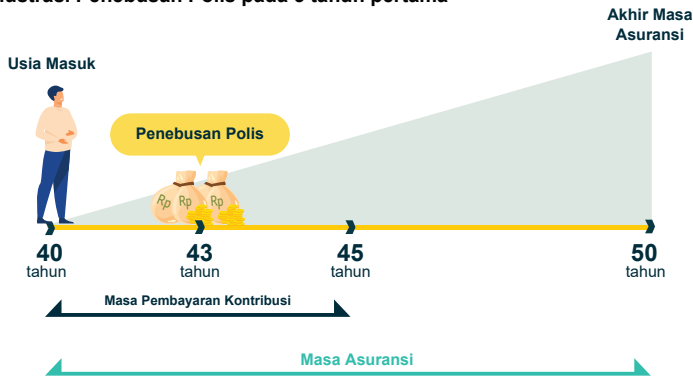 Akhir Masa
Asuransi
Usia Masuk
Penebusan Polis
Rp Rp Rp
40
tahun
43
tahun
45
tahun
50
tahun
Masa Pembayaran Kontribusi
Masa Asuransi